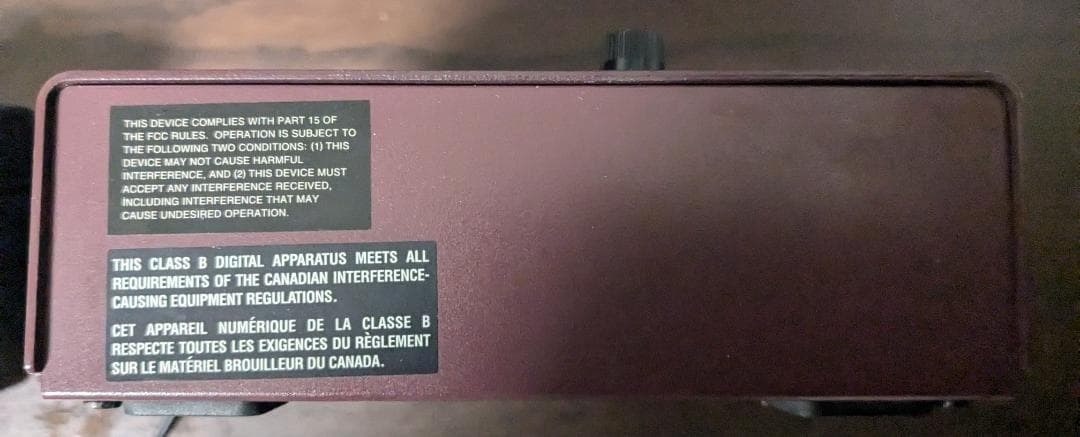 THIS DEVICE COMPLIES WITH PART 15 OF
THE FCC RULES. OPERATION IS SUBJECT TO
THE FOLLOWING TWO CONDITIONS: (1) THIS
DEVICE MAY NOT CAUSE HARMFUL
INTERFERENCE, AND (2) THIS DEVICE MUST
ACCEPT ANY INTERFERENCE RECEIVED,
INCLUDING INTERFERENCE THAT MAY
CAUSE UNDESIRED OPERATION.
THIS CLASS B DIGITAL APPARATUS MEETS ALL
REQUIREMENTS OF THE CANADIAN INTERFERENCE-
CAUSING EQUIPMENT REGULATIONS.
CET APPAREIL NUMÉRIQUE DE LA CLASSE B
RESPECTE TOUTES LES EXIGENCES DU RÈGLEMENT
SUR LE MATÉRIEL BROUILLEUR DU CANADA.